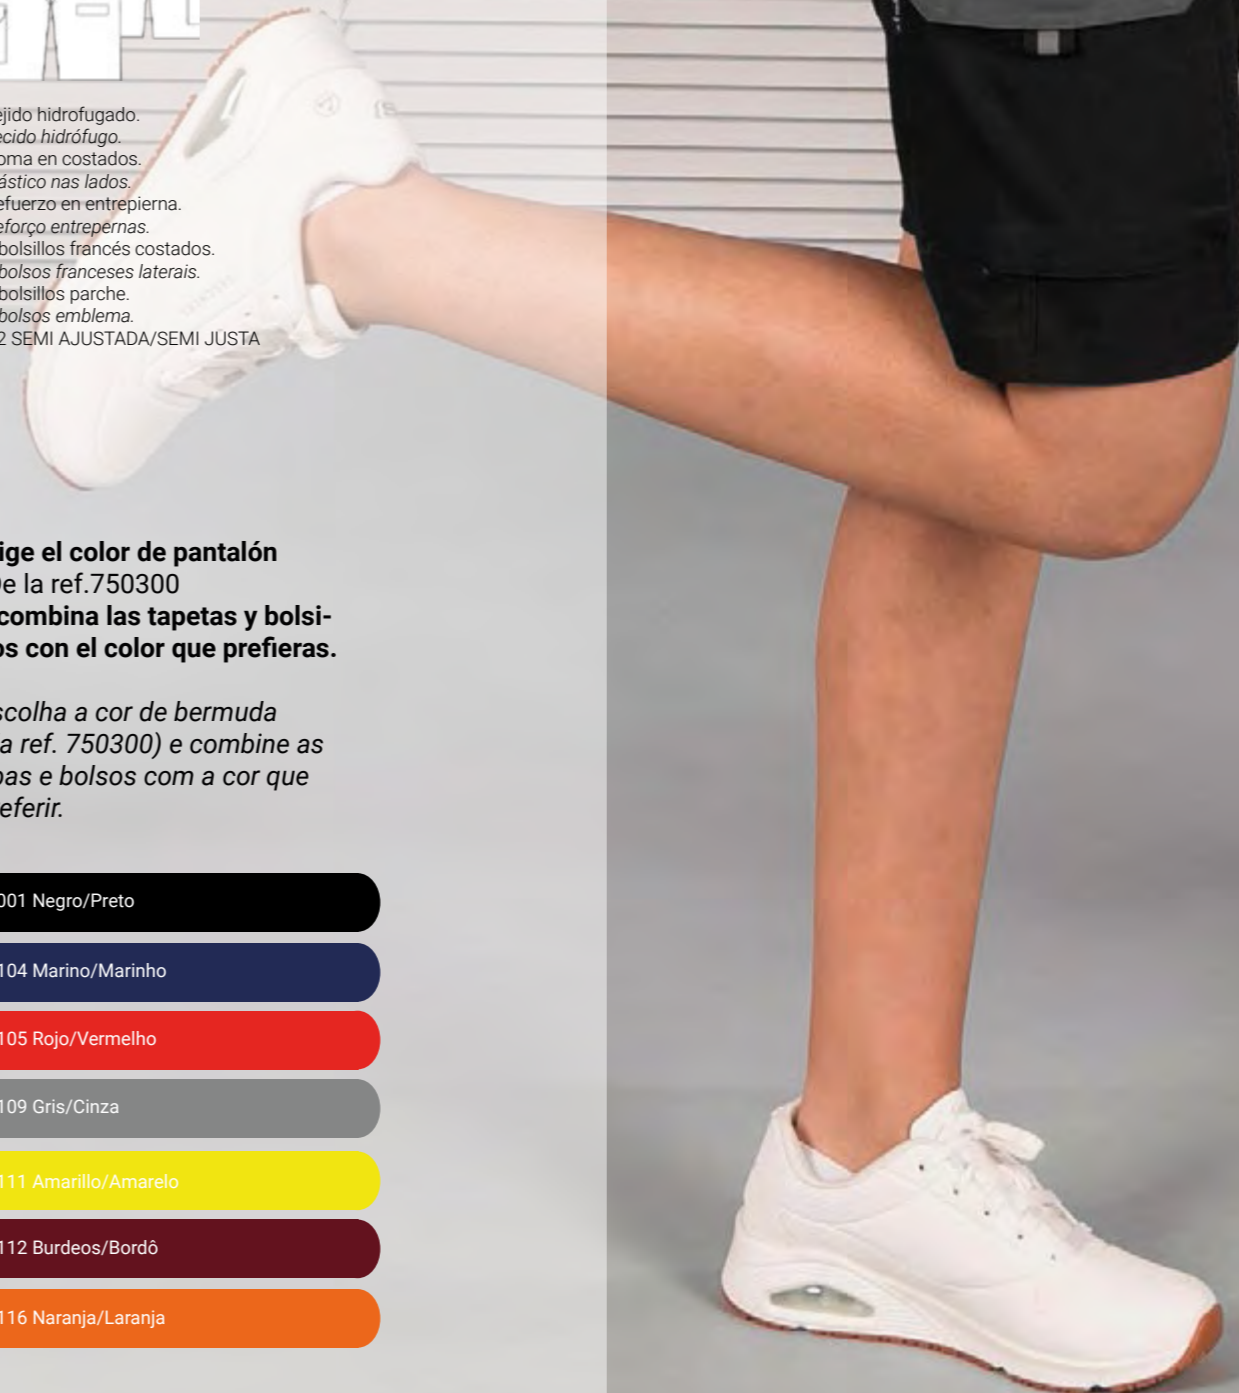 ejido hidrofugado.
ecido hidrófugo.
oma en costados.
ástico nas lados.
efuerzo en entrepierna.
eforço entrepernas.
bolsillos francés costados.
bolsos franceses laterais.
bolsillos parche.
bolsos emblema.
2 SEMI AJUSTADA/SEMI JUSTA
ige el color de pantalón
De la ref.750300
combina las tapetas y bolsi-
os con el color que prefieras.
scolha a cor de bermuda
a ref. 750300) e combine as
pas e bolsos com a cor que
eferir.
001 Negro/Preto
104 Marino/Marinho
105 Rojo/Vermelho
109 Gris/Cinza
111 Amarillo/Amarelo
112 Burdeos/Bordô
116 Naranja/Laranja